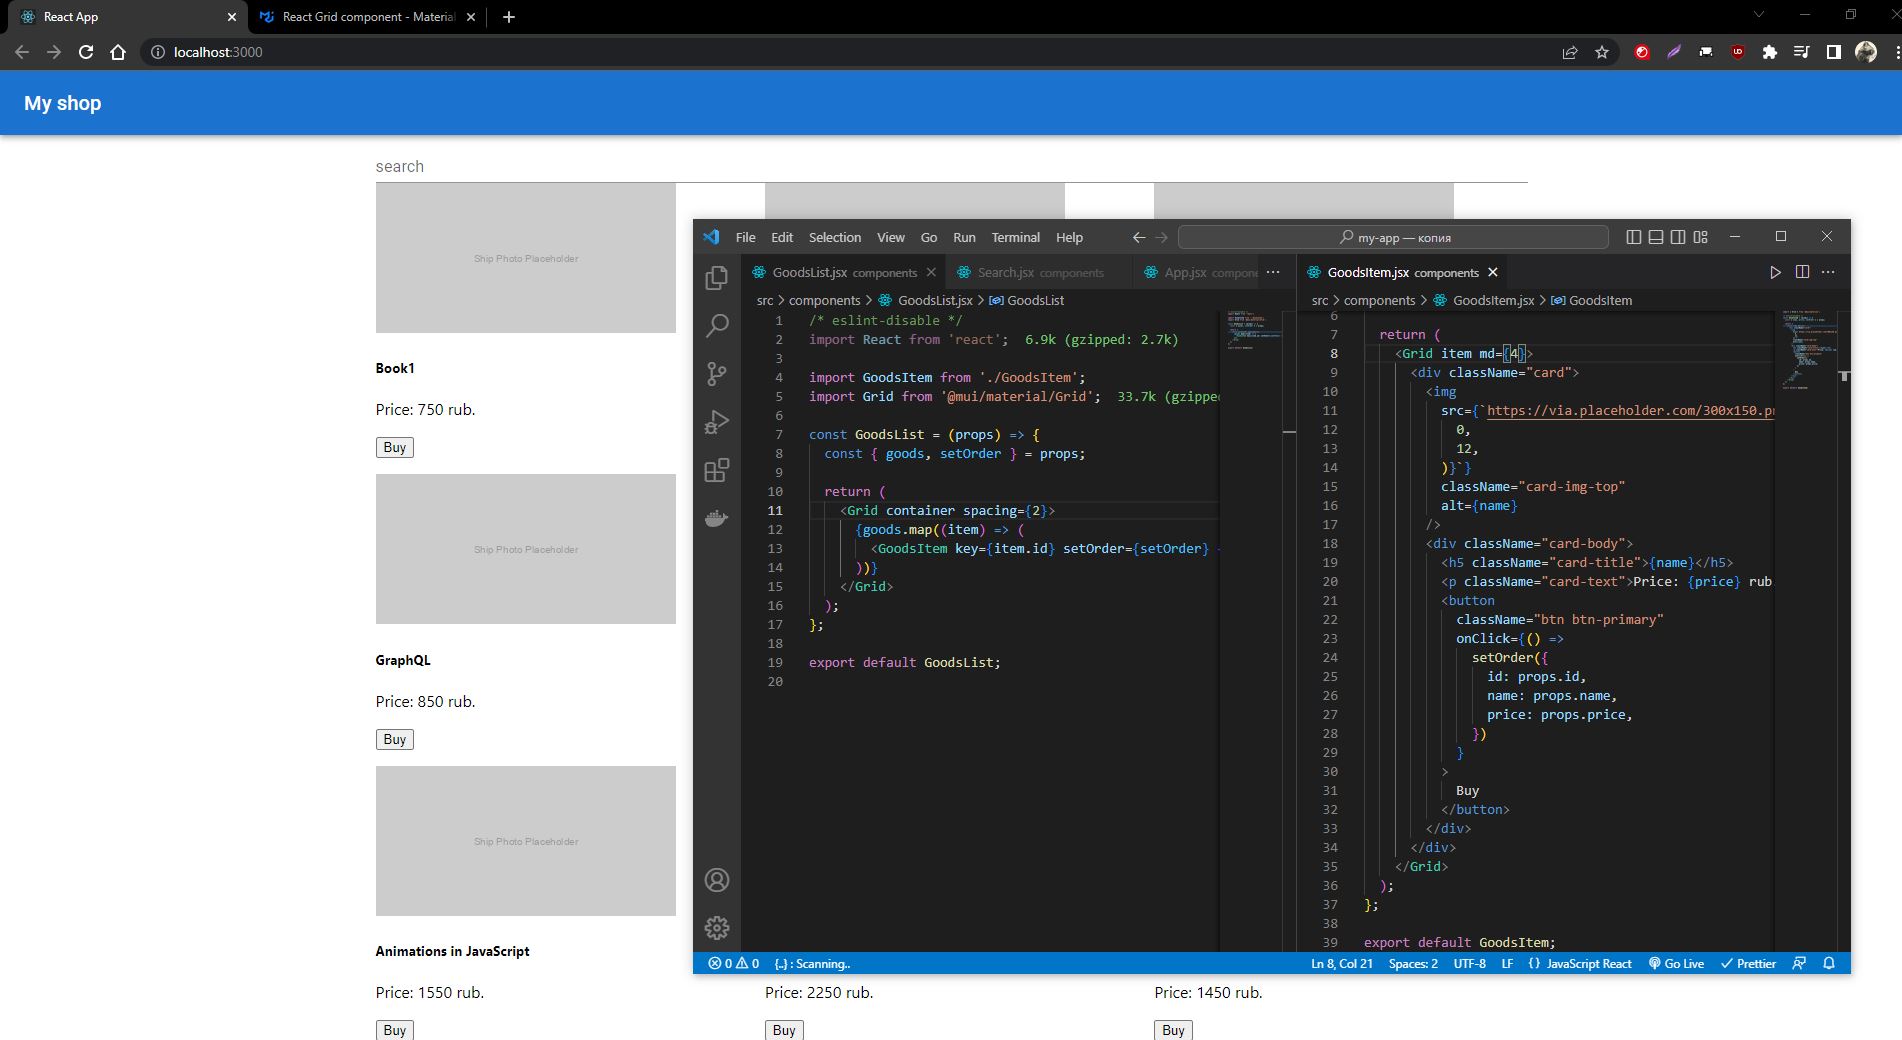 React App
React Grid component - Material
localhost:3000
My shop
search
Ship Photo Placeholder
Book1
Price: 750 rub.
Buy
Ship Photo Placeholder
GraphQL
Price: 850 rub.
Buy
Ship Photo Placeholder
Animations in JavaScript
Price: 1550 rub.
Buy
Price: 2250 rub.
Buy
Price: 1450 rub.
Buy
File Edit Selection View Go Run Terminal Help
my-app — копия
GoodsList.jsx components
Search.jsx components
App.jsx compone
src > components > GoodsList.jsx > GoodsList
1 /* eslint-disable */
2 import React from 'react'; 6.9k (gzipped: 2.7k)
3
4 import GoodsItem from './GoodsItem';
5 import Grid from '@mui/material/Grid'; 33.7k (gzippe
6
7 const GoodsList = (props) => {
8 const { goods, setOrder } = props;
9
10 return (
11 <Grid container spacing={2}>
12 {goods.map((item) => (
13 <GoodsItem key={item.id} setOrder={setOrder}
14 ))}
15 </Grid>
16 );
17 };
18
19 export default GoodsList;
20
GoodsItem.jsx components
src > components > GoodsItem.jsx > GoodsItem
6
7 return (
8 <Grid item md={4}>
9 <div className="card">
10 <img
11 src={`https://via.placeholder.com/300x150.p
12 0,
13 12,
14 )}`}
15 className="card-img-top"
16 alt={name}
17 />
18 <div className="card-body">
19 <h5 className="card-title">{name}</h5>
20 <p className="card-text">Price: {price} rub
21 <button
22 className="btn btn-primary"
23 onClick={() =>
24 setOrder({
25 id: props.id,
26 name: props.name,
27 price: props.price,
28 })
29 }
30 >
31 Buy
32 </button>
33 </div>
34 </div>
35 </Grid>
36 );
37 };
38
39 export default GoodsItem;
0 0 {..} : Scanning..
Ln 8, Col 21 Spaces: 2 UTF-8 LF {} JavaScript React Go Live Prettier